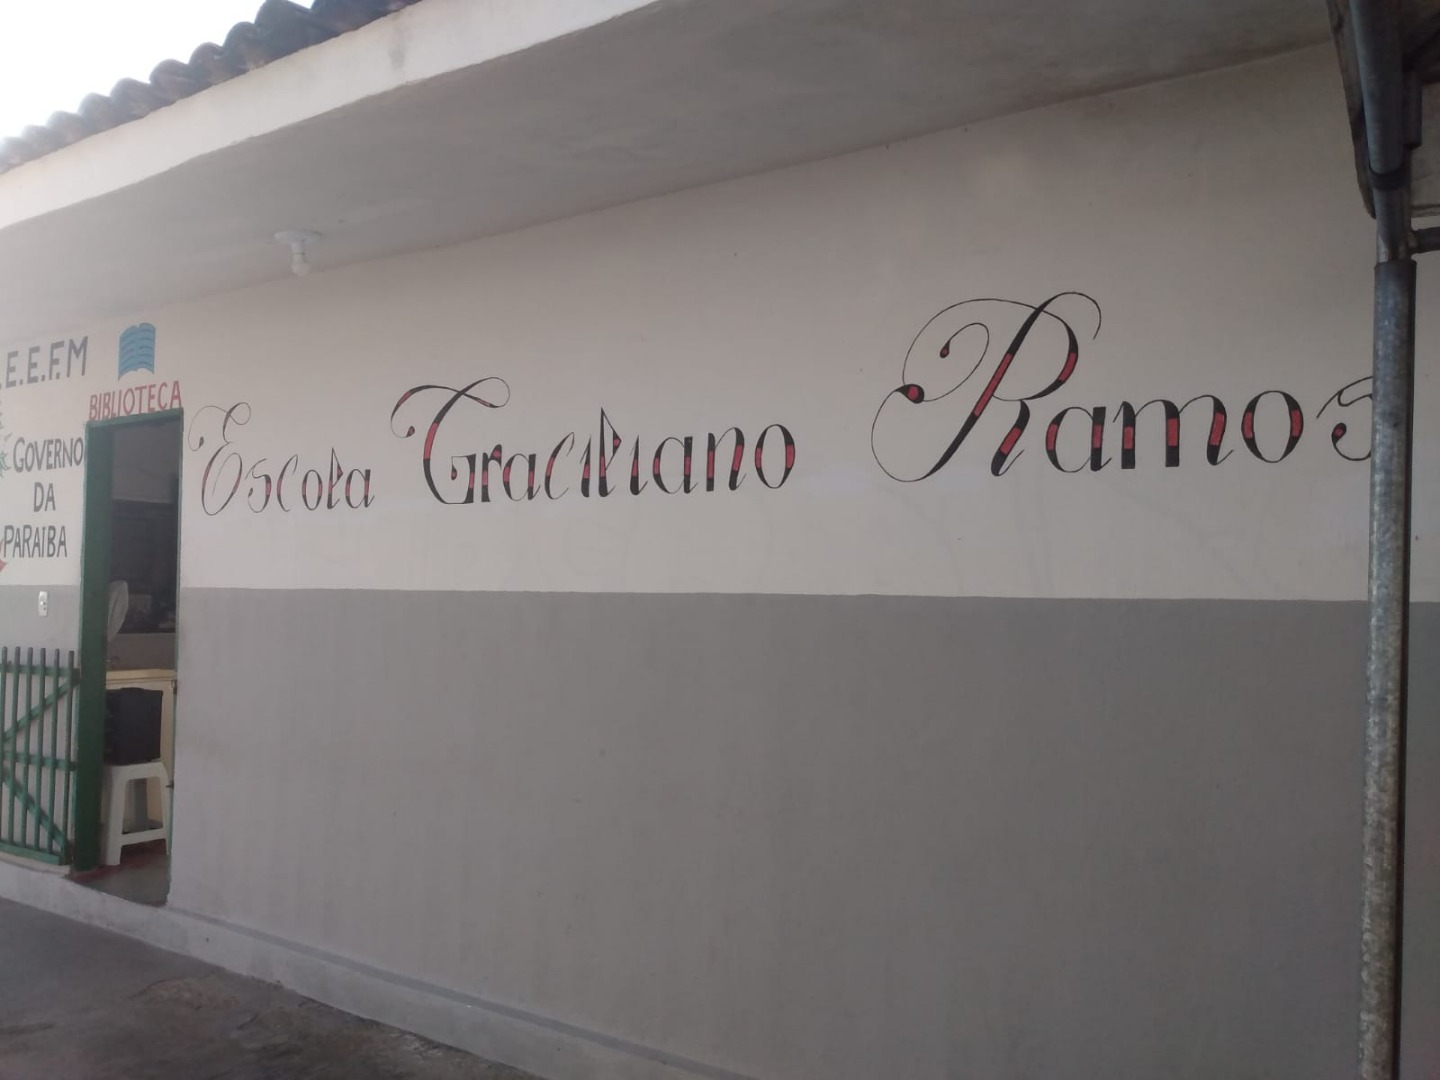 E.E.F.M
BIBLIOTECA
GOVERNO
DA
PARAIBA
Escola Graciliano Ramos